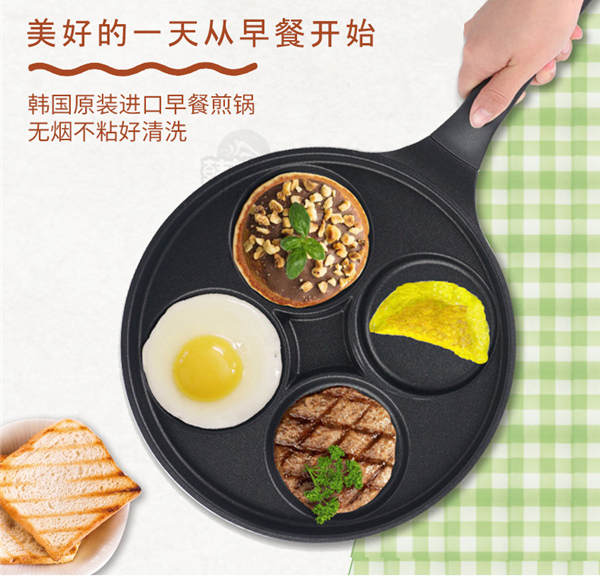 美好的一天从早餐开始
韩国原装进口早餐煎锅
无烟不粘好清洗